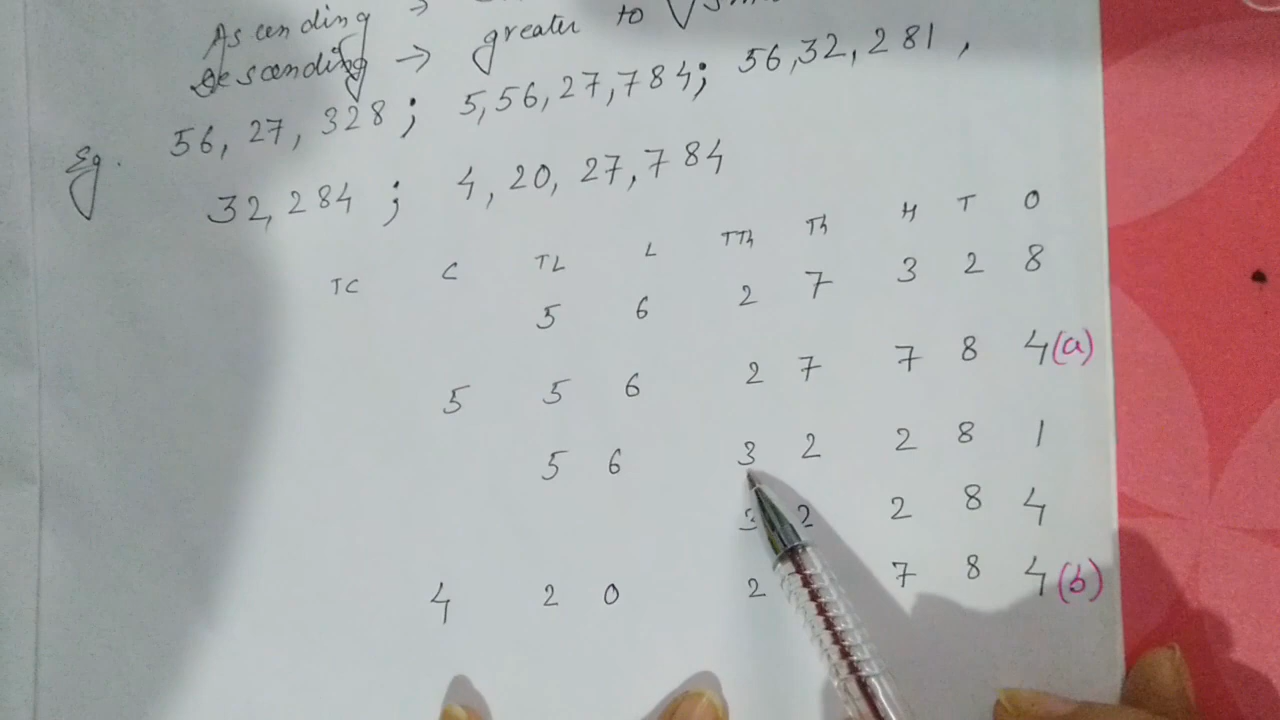 Ascending →
Descending → greater to
Eg. 56, 27, 328 ; 5,56,27,784; 56,32,281,
32,284 ; 4,20,27,784
TC C TL L TTh Th H T O
5 6 2 7 3 2 8
5 5 6 2 7 7 8 4 (a)
5 6 3 2 2 8 1
3 2 2 8 4
4 2 0 2 7 8 4 (b)